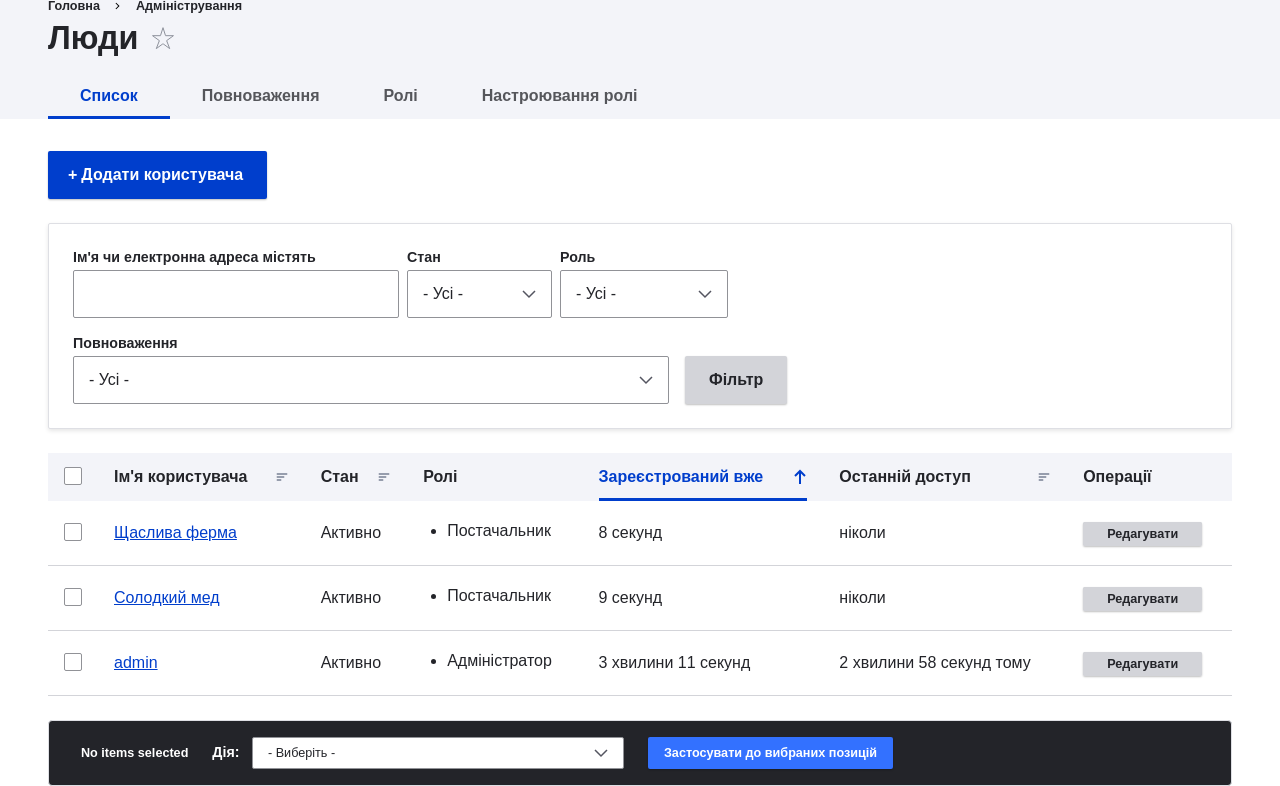 Головна › Адміністрування
Люди
Список Повноваження Ролі Настроювання ролі
+ Додати користувача
Ім'я чи електронна адреса містять Стан Роль
- Усі - - Усі -
Повноваження
- Усі - Фільтр
Ім'я користувача Стан Ролі Зареєстрований вже Останній доступ Операції
Щаслива ферма Активно • Постачальник 8 секунд ніколи Редагувати
Солодкий мед Активно • Постачальник 9 секунд ніколи Редагувати
admin Активно • Адміністратор 3 хвилини 11 секунд 2 хвилини 58 секунд тому Редагувати
No items selected Дія: - Виберіть - Застосувати до вибраних позицій